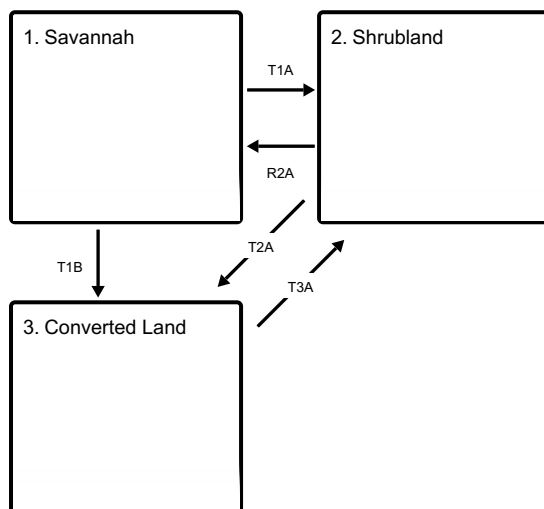 1. Savannah
2. Shrubland
T1A
R2A
T1B
T2A
T3A
3. Converted Land